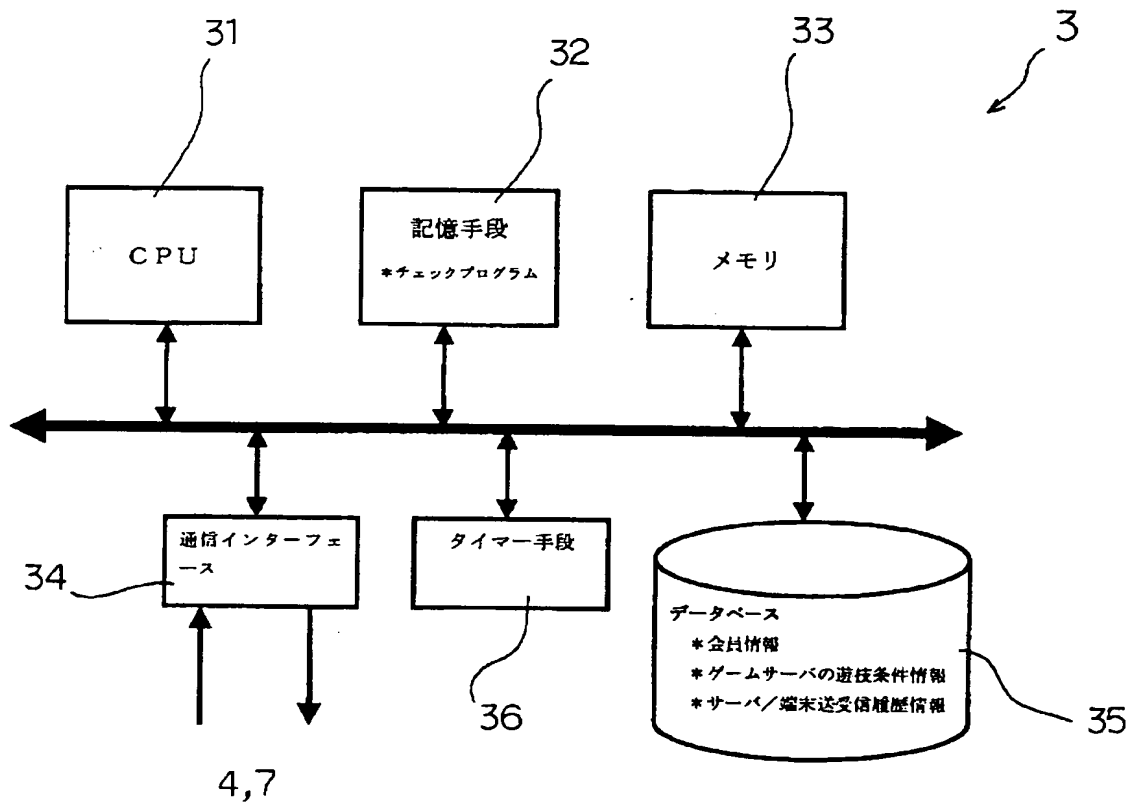 31
32
33
3
CPU
記憶手段
*チェックプログラム
メモリ
通信インターフェ
ース
34
タイマー手段
36
データベース
*会員情報
*ゲームサーバの遊技条件情報
*サーバ/端末送受信履歴情報
35
4,7